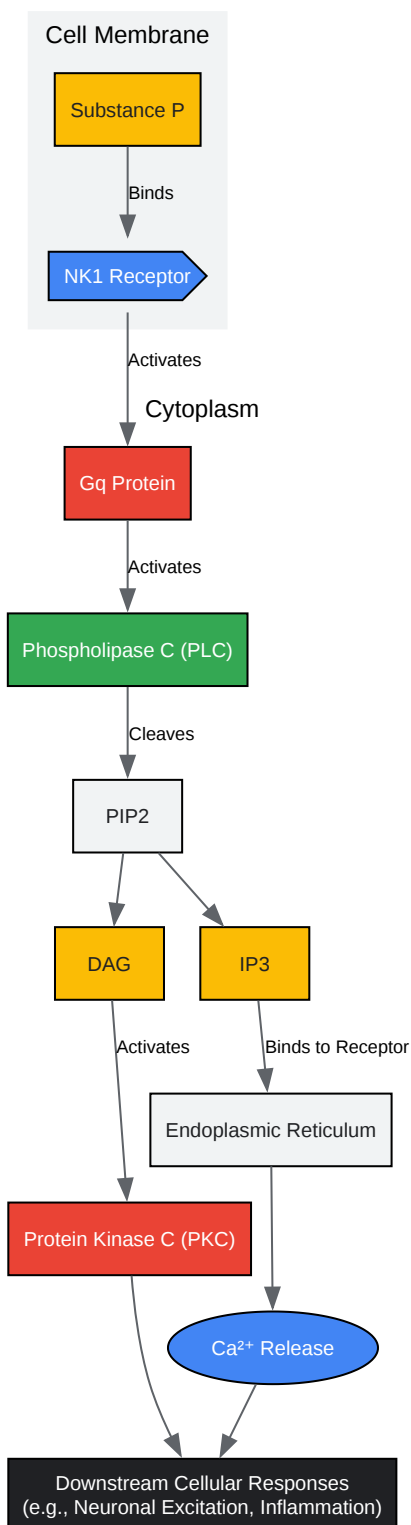 Cell Membrane
Substance P
Binds
NK1 Receptor
Activates
Cytoplasm
Gq Protein
Activates
Phospholipase C (PLC)
Cleaves
PIP2
DAG
IP3
Activates
Binds to Receptor
Endoplasmic Reticulum
Protein Kinase C (PKC)
Ca²⁺ Release
Downstream Cellular Responses
(e.g., Neuronal Excitation, Inflammation)